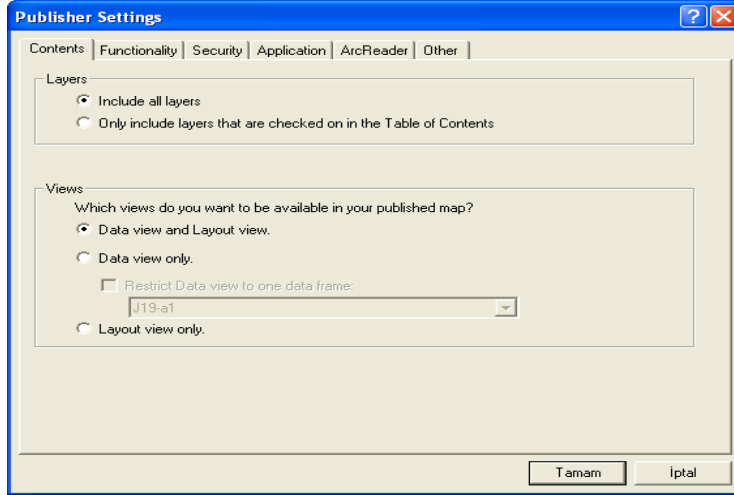 Publisher Settings
Contents Functionality Security Application ArcReader Other
Layers
Include all layers
Only include layers that are checked on in the Table of Contents
Views
Which views do you want to be available in your published map?
Data view and Layout view.
Data view only.
Restrict Data view to one data frame:
J19-a1
Layout view only.
Tamam İptal